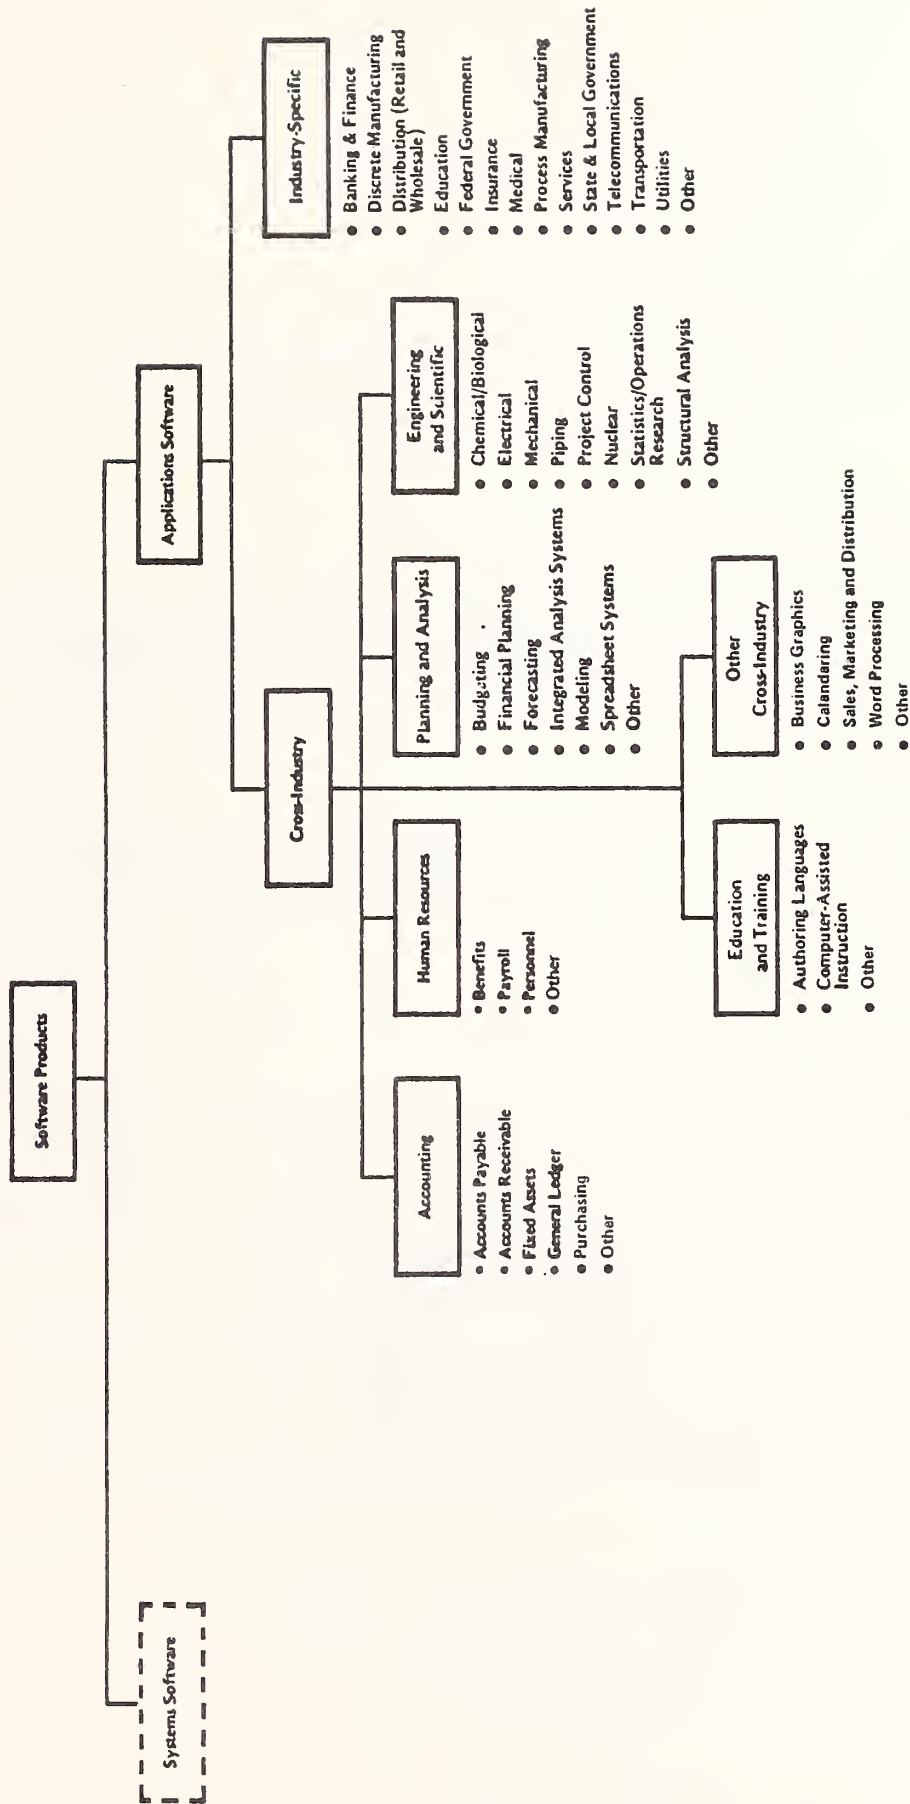 Software Products
Systems Software
Applications Software
Cross-Industry
Industry-Specific
• Banking & Finance
• Discrete Manufacturing
• Distribution (Retail and
Wholesale)
• Education
• Federal Government
• Insurance
• Medical
• Process Manufacturing
• Services
• State & Local Government
• Telecommunications
• Transportation
• Utilities
• Other
Accounting
• Accounts Payable
• Accounts Receivable
• Fixed Assets
• General Ledger
• Purchasing
• Other
Human Resources
• Benefits
• Payroll
• Personnel
• Other
Planning and Analysis
• Budgeting
• Financial Planning
• Forecasting
• Integrated Analysis Systems
• Modeling
• Spreadsheet Systems
• Other
Engineering
and Scientific
• Chemical/Biological
• Electrical
• Mechanical
• Piping
• Project Control
• Nuclear
• Statistics/Operations
Research
• Structural Analysis
• Other
Education
and Training
• Authoring Languages
• Computer-Assisted
Instruction
• Other
Other
Cross-Industry
• Business Graphics
• Calandaring
• Sales, Marketing and Distribution
• Word Processing
• Other